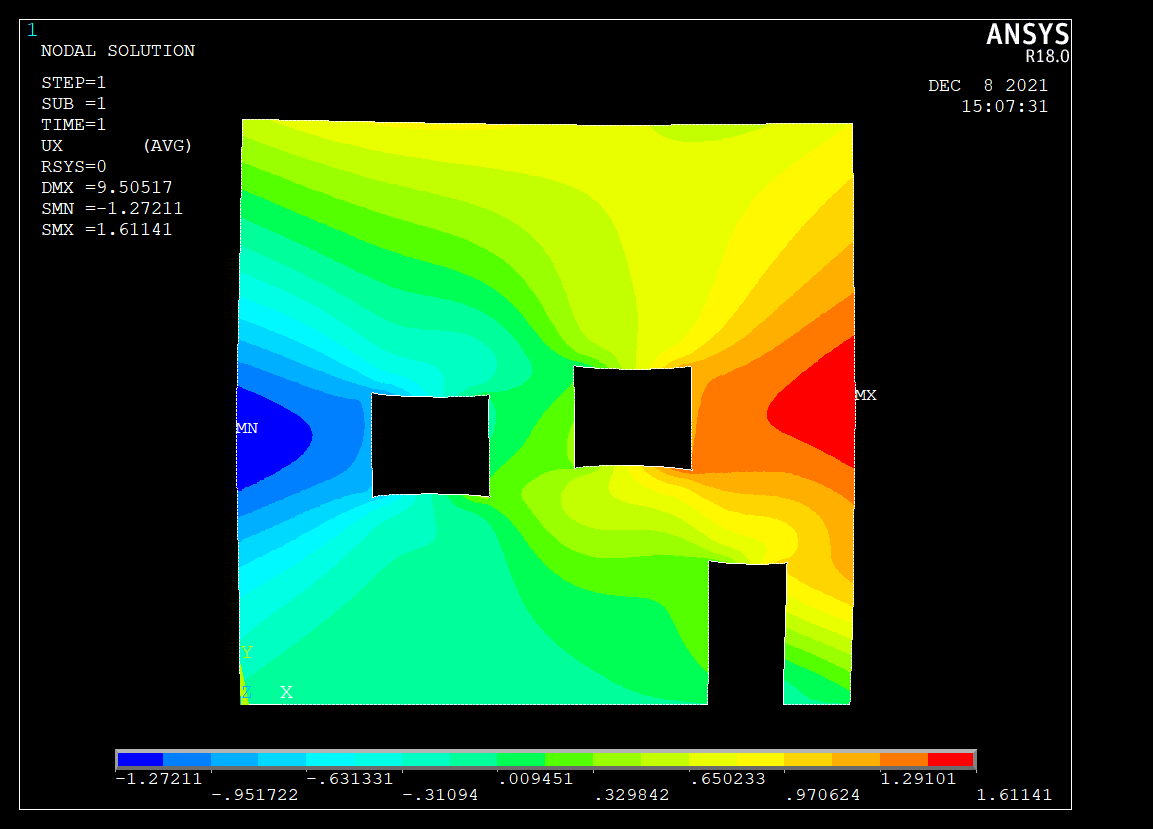 1
NODAL SOLUTION
STEP=1
SUB =1
TIME=1
UX (AVG)
RSYS=0
DMX =9.50517
SMN =-1.27211
SMX =1.61141
ANSYS
R18.0
DEC 8 2021
15:07:31
MX
MN
Y
Z X
-1.27211 -.631331 .009451 .650233 1.29101
-.951722 -.31094 .329842 .970624 1.61141